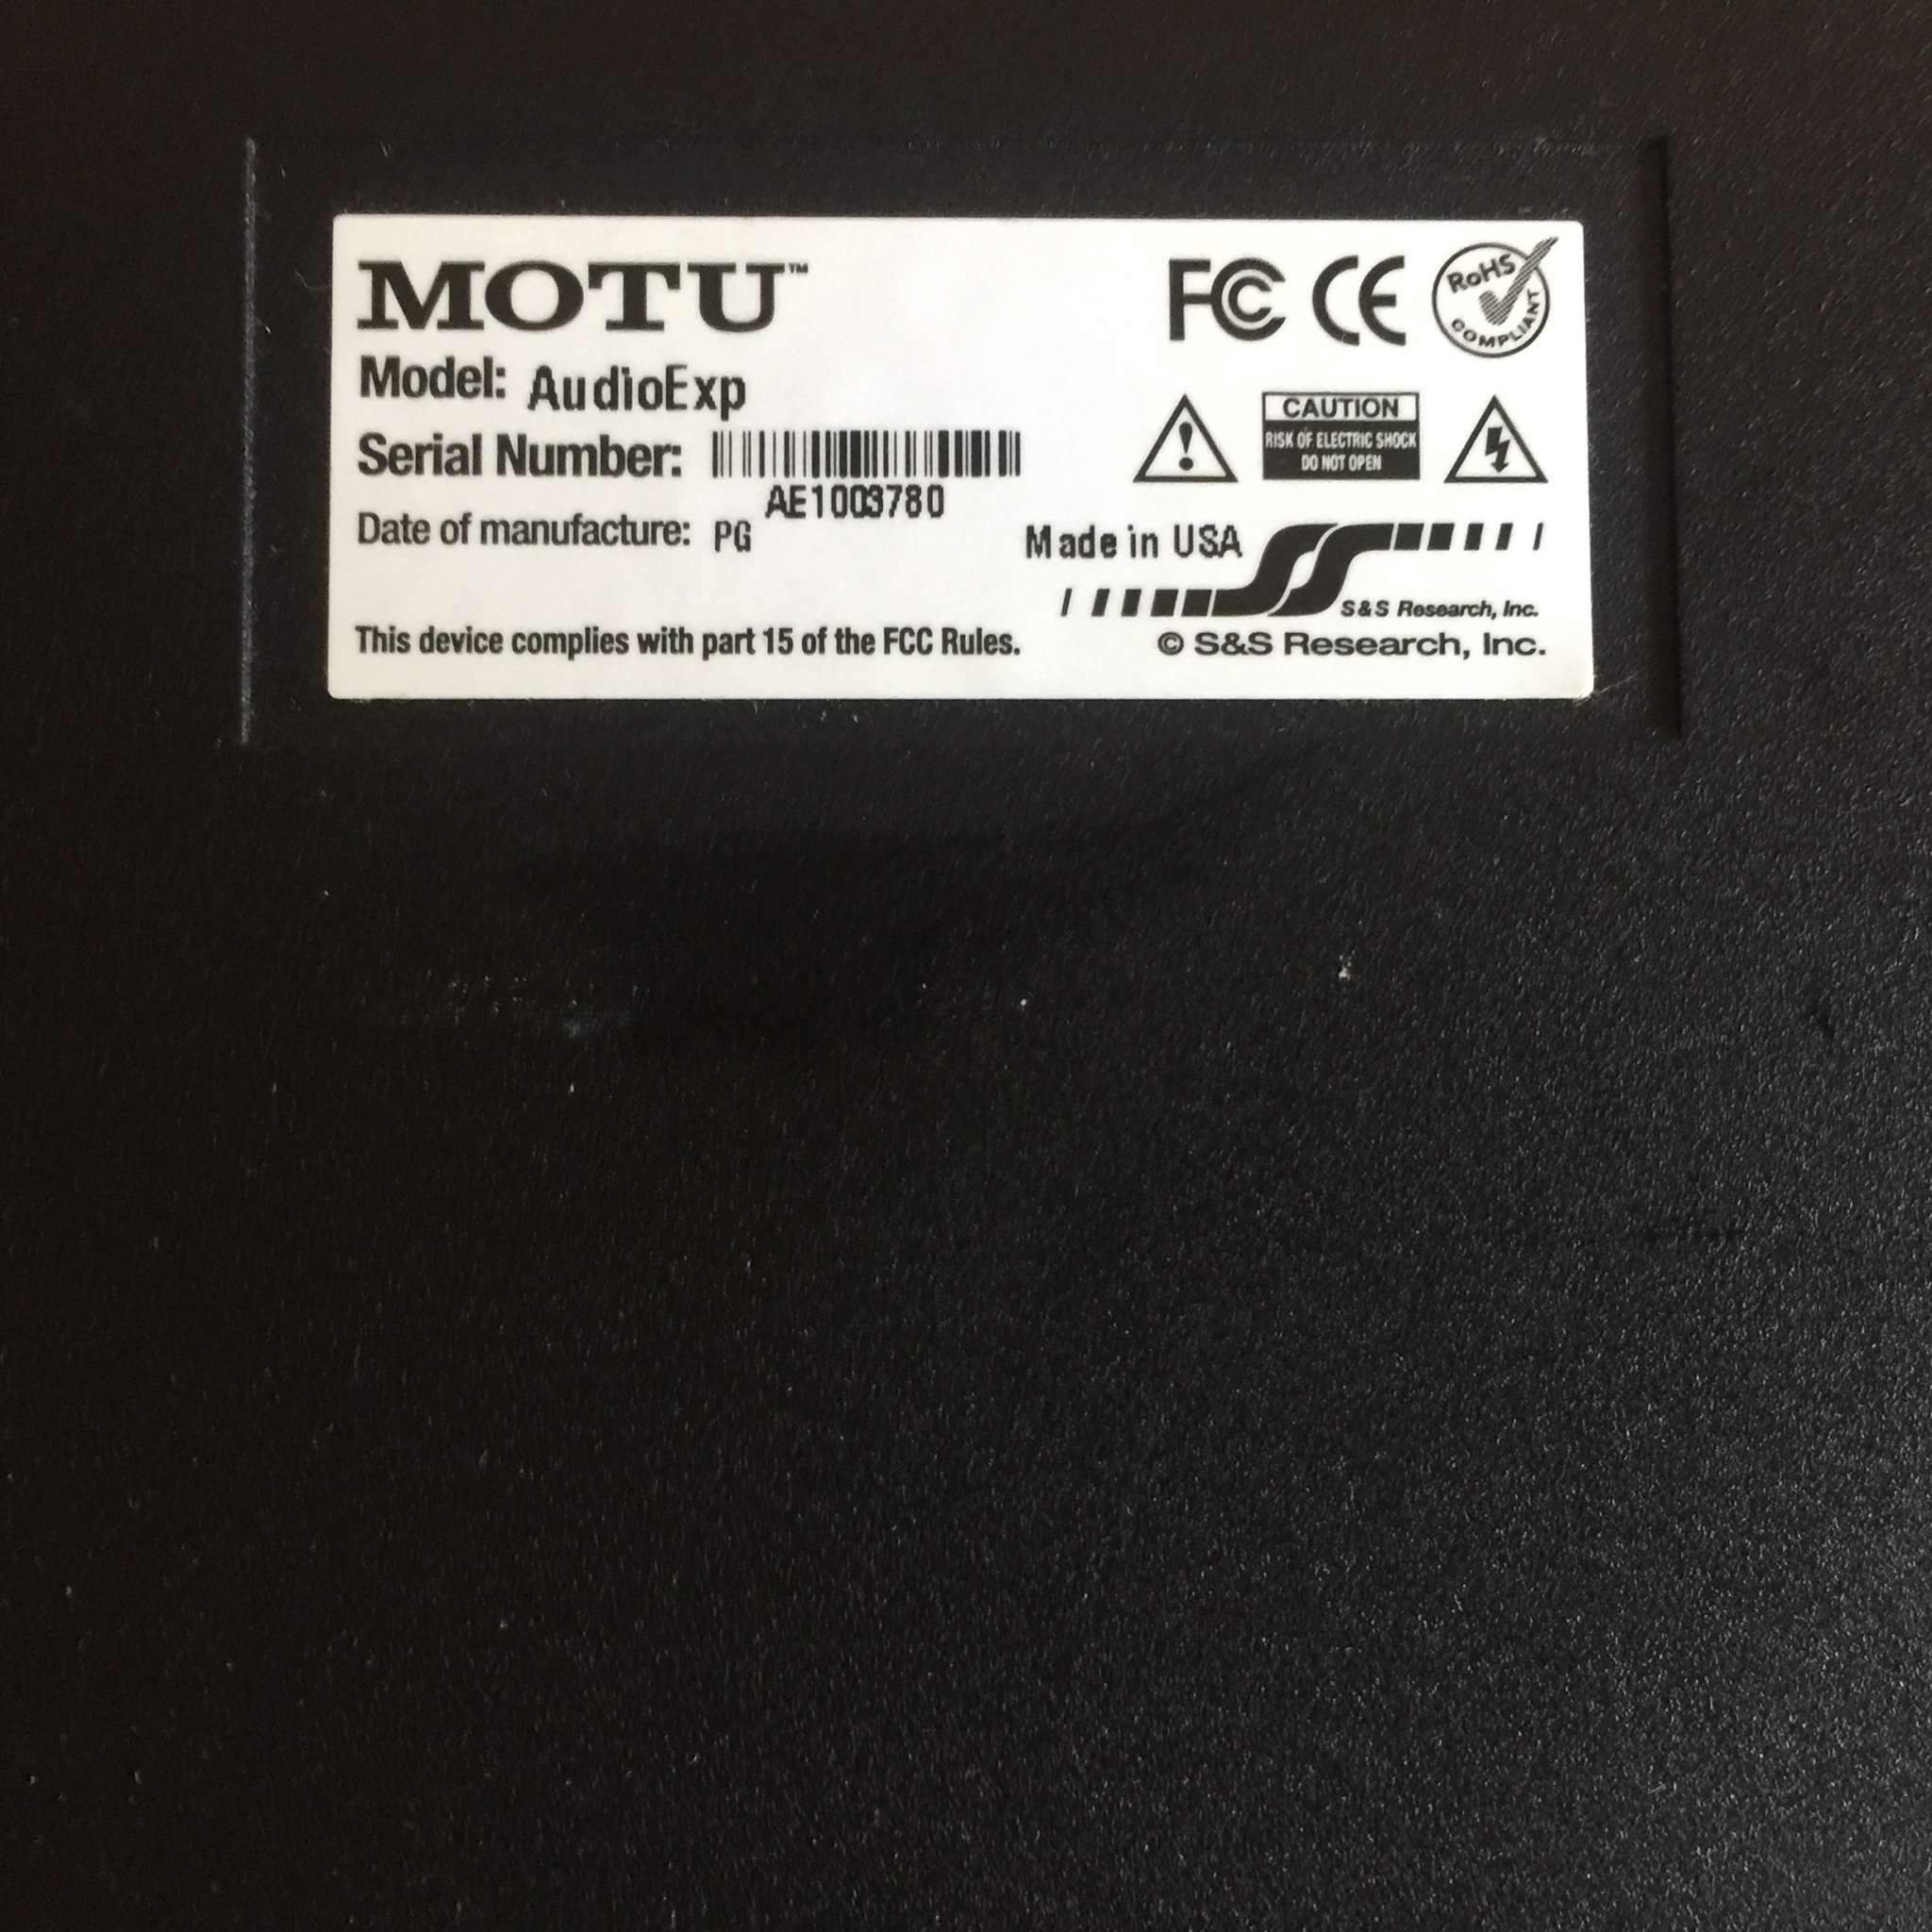 MOTU™
FC CE RoHS COMPLIANT
Model: AudioExp
CAUTION
RISK OF ELECTRIC SHOCK
DO NOT OPEN
Serial Number:
AE1003780
Date of manufacture: PG
Made in USA
S&S Research, Inc.
This device complies with part 15 of the FCC Rules.
© S&S Research, Inc.